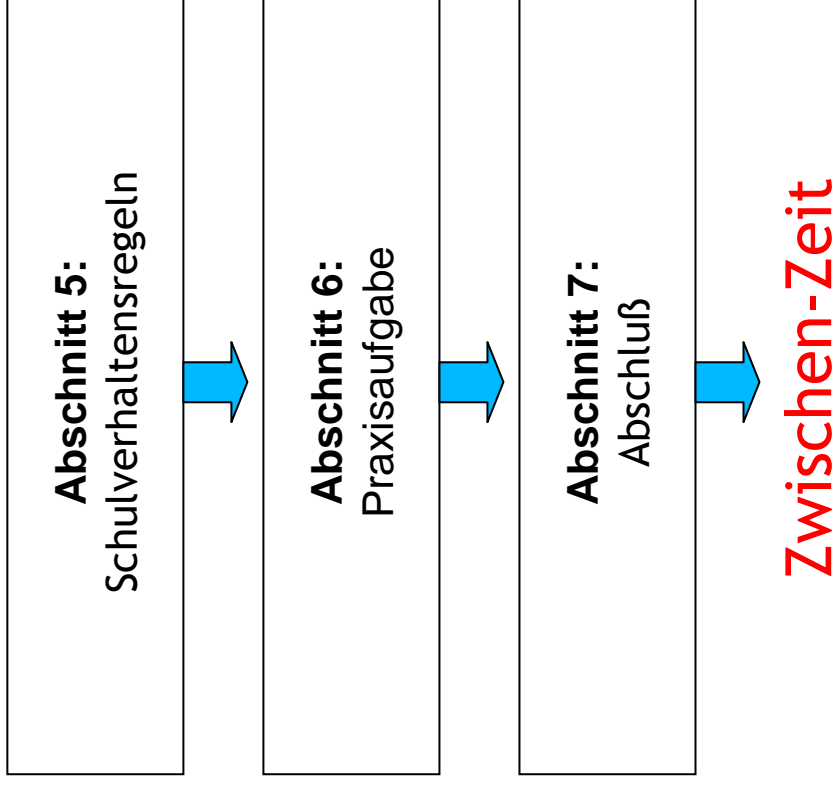 Abschnitt 5:
Schulverhaltensregeln
Abschnitt 6:
Praxisaufgabe
Abschnitt 7:
Abschluß
Zwischen-Zeit